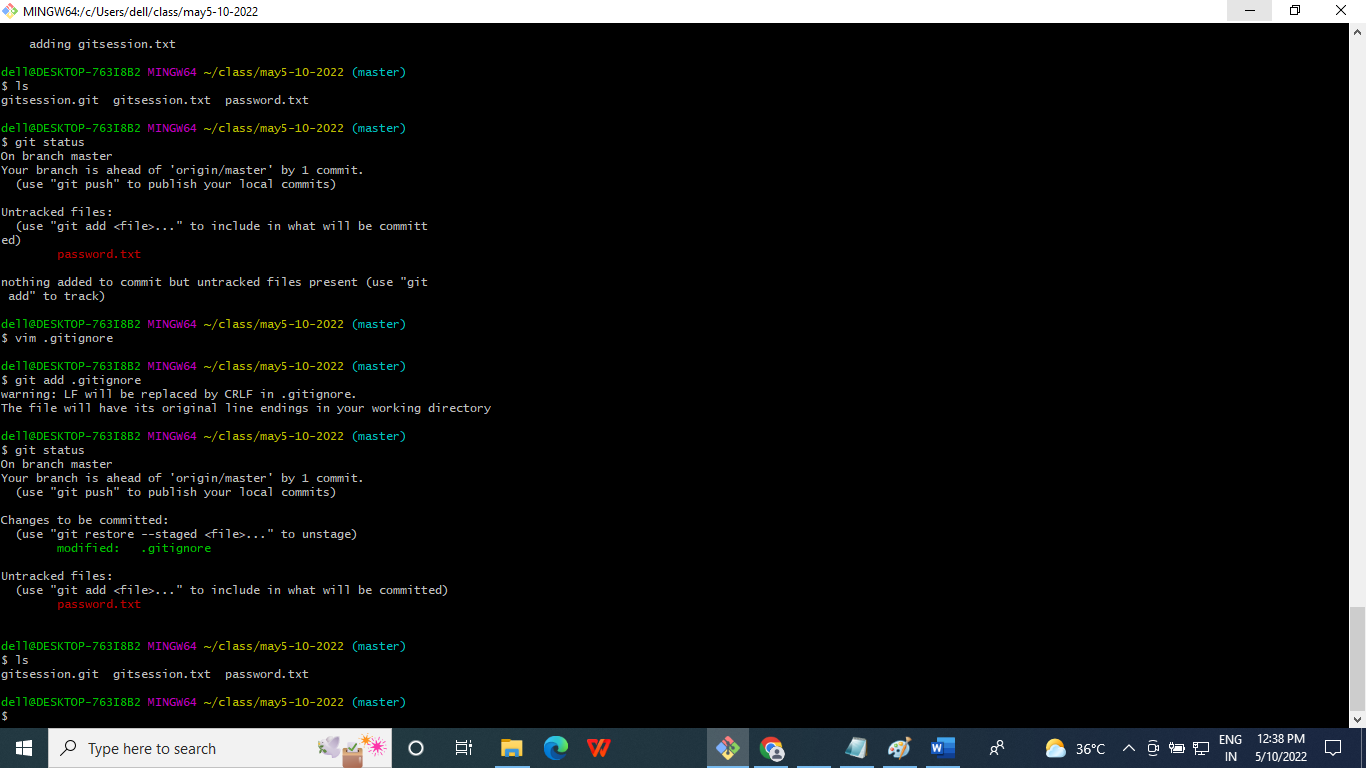 MINGW64:/c/Users/dell/class/may5-10-2022
    adding gitsession.txt
dell@DESKTOP-763I8B2 MINGW64 ~/class/may5-10-2022 (master)
$ ls
gitsession.git  gitsession.txt  password.txt
dell@DESKTOP-763I8B2 MINGW64 ~/class/may5-10-2022 (master)
$ git status
On branch master
Your branch is ahead of 'origin/master' by 1 commit.
  (use "git push" to publish your local commits)
Untracked files:
  (use "git add <file>..." to include in what will be committ
ed)
        password.txt
nothing added to commit but untracked files present (use "git
 add" to track)
dell@DESKTOP-763I8B2 MINGW64 ~/class/may5-10-2022 (master)
$ vim .gitignore
dell@DESKTOP-763I8B2 MINGW64 ~/class/may5-10-2022 (master)
$ git add .gitignore
warning: LF will be replaced by CRLF in .gitignore.
The file will have its original line endings in your working directory
dell@DESKTOP-763I8B2 MINGW64 ~/class/may5-10-2022 (master)
$ git status
On branch master
Your branch is ahead of 'origin/master' by 1 commit.
  (use "git push" to publish your local commits)
Changes to be committed:
  (use "git restore --staged <file>..." to unstage)
        modified:   .gitignore
Untracked files:
  (use "git add <file>..." to include in what will be committed)
        password.txt
dell@DESKTOP-763I8B2 MINGW64 ~/class/may5-10-2022 (master)
$ ls
gitsession.git  gitsession.txt  password.txt
dell@DESKTOP-763I8B2 MINGW64 ~/class/may5-10-2022 (master)
$
Type here to search
36°C
ENG
IN
12:38 PM
5/10/2022